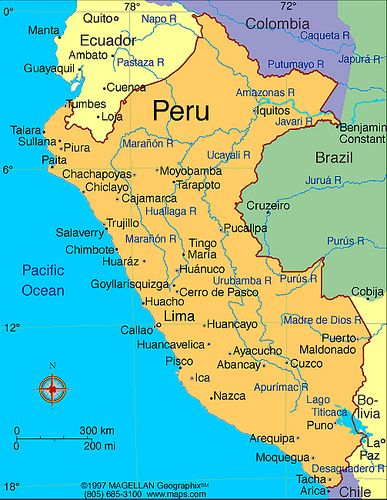 0°
78°
72°
Quito
Napo R
Colombia
Manta
Ecuador
Caqueta R
Ambato
Pastaza R
Putumayo R
Japurá R
Guayaquil
Cuenca
Amazonas R
Tumbes
Peru
Iquitos
Loja
Javari R
Talara
Benjamin
Constant
Sullana
Piura
Marañón R
Brazil
Paita
Ucayali R
6°
Chachapoyas
Moyobamba
Tarapoto
Juruá R
Chiclayo
Cajamarca
Huallaga R
Cruzeiro
Trujillo
Salaverry
Pucallpa
Marañón R
Purús R
Chimbote
Tingo
María
Huaráz
Pacific
Ocean
Huánuco
Goyllarisquizga
Urubamba R
Purús R
Cerro de Pasco
Cobija
Huacho
Lima
Madre de Dios R
12°
Callao
Huancayo
Puerto
Maldonado
Huancavelica
Ayacucho
Pisco
Abancay
Cuzco
N
Ica
Apurímac R
Nazca
Lago
Titicaca
Bo-
livia
Puno
0
300 km
0
200 mi
Arequipa
La
Paz
Moquegua
Desaguadero R
18°
©1997 MAGELLAN Geographix℠
(805) 685-3100 www.maps.com
Tacha
Arica
Chile